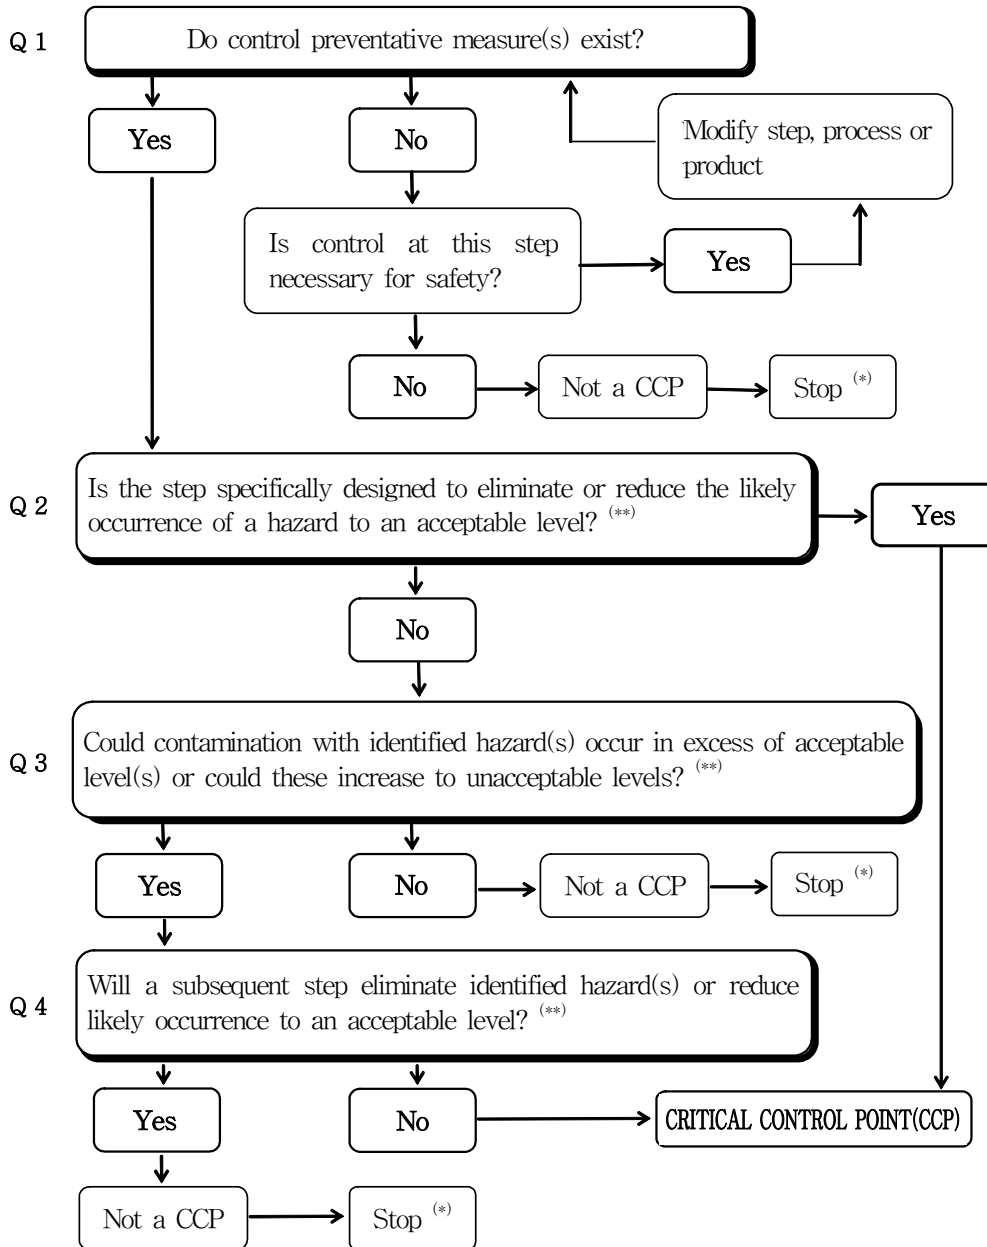 Q 1
Do control preventative measure(s) exist?
Yes
No
Modify step, process or
product
Is control at this step
necessary for safety?
Yes
No
Not a CCP
Stop (*)
Q 2
Is the step specifically designed to eliminate or reduce the likely
occurrence of a hazard to an acceptable level? (**)
Yes
No
Q 3
Could contamination with identified hazard(s) occur in excess of acceptable
level(s) or could these increase to unacceptable levels? (**)
Yes
No
Not a CCP
Stop (*)
Q 4
Will a subsequent step eliminate identified hazard(s) or reduce
likely occurrence to an acceptable level? (**)
Yes
No
CRITICAL CONTROL POINT(CCP)
Not a CCP
Stop (*)